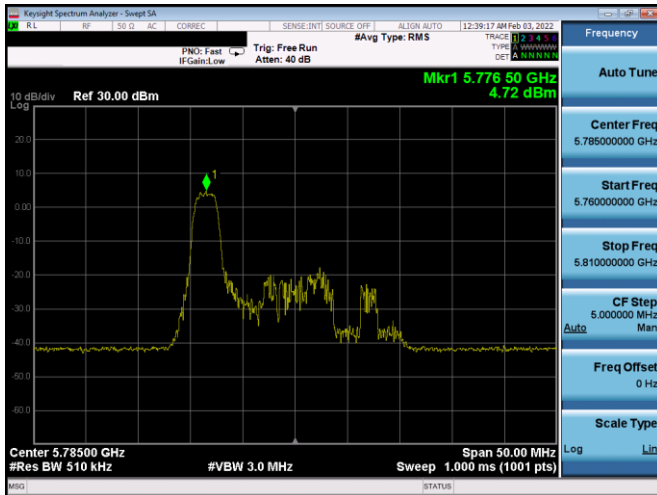 Keysight Spectrum Analyzer - Swept SA
RL RF 50 Ω AC CORREC SENSE:INT SOURCE OFF ALIGN AUTO 12:39:17 AM Feb 03, 2022
#Avg Type: RMS
TRACE 1 2 3 4 5 6
PNO: Fast Trig: Free Run TYPE A WWWWW
IFGain:Low Atten: 40 dB DET A N N N N N
Mkr1 5.776 50 GHz
4.72 dBm
10 dB/div Ref 30.00 dBm
Log
20.0
1
10.0
0.00
-10.0
-20.0
-30.0
-40.0
-50.0
-60.0
Center 5.78500 GHz Span 50.00 MHz
#Res BW 510 kHz #VBW 3.0 MHz Sweep 1.000 ms (1001 pts)
MSG STATUS
Frequency
Auto Tune
Center Freq
5.785000000 GHz
Start Freq
5.760000000 GHz
Stop Freq
5.810000000 GHz
CF Step
5.000000 MHz
Auto Man
Freq Offset
0 Hz
Scale Type
Log Lin